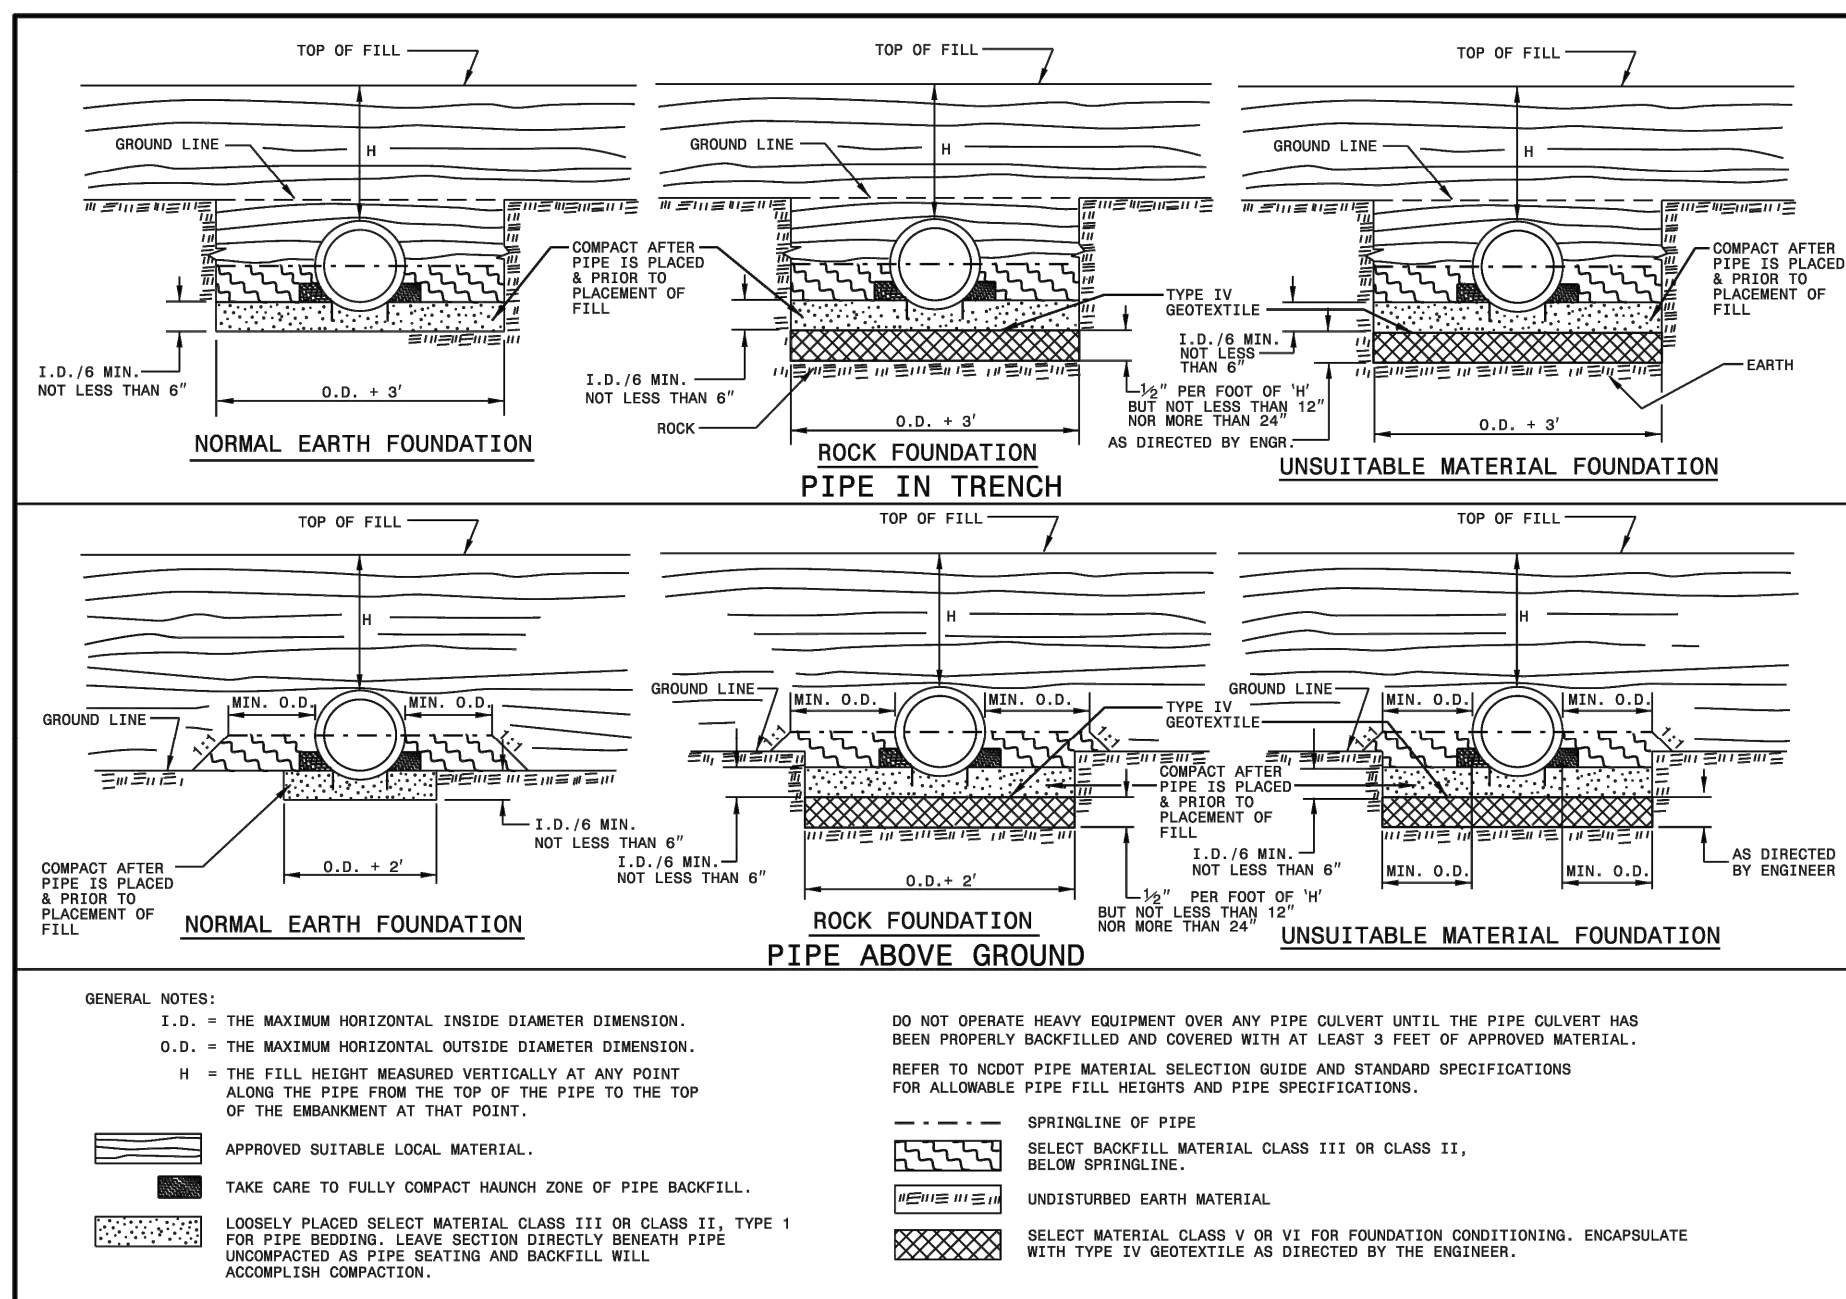 TOP OF FILL
GROUND LINE
H
I.D./6 MIN.
NOT LESS THAN 6"
O.D. + 3'
NORMAL EARTH FOUNDATION
COMPACT AFTER
PIPE IS PLACED
& PRIOR TO
PLACEMENT OF
FILL
TOP OF FILL
GROUND LINE
H
I.D./6 MIN.
NOT LESS THAN 6"
ROCK
O.D. + 3'
ROCK FOUNDATION
TYPE IV
GEOTEXTILE
1/2" PER FOOT OF 'H'
BUT NOT LESS THAN 12"
NOR MORE THAN 24"
AS DIRECTED BY ENGR.
TOP OF FILL
GROUND LINE
H
I.D./6 MIN.
NOT LESS
THAN 6"
COMPACT AFTER
PIPE IS PLACED
& PRIOR TO
PLACEMENT OF
FILL
EARTH
O.D. + 3'
UNSUITABLE MATERIAL FOUNDATION
PIPE IN TRENCH
TOP OF FILL
H
MIN. O.D.
MIN. O.D.
GROUND LINE
1:1
1:1
I.D./6 MIN.
NOT LESS THAN 6"
O.D. + 2'
COMPACT AFTER
PIPE IS PLACED
& PRIOR TO
PLACEMENT OF
FILL
NORMAL EARTH FOUNDATION
TOP OF FILL
H
GROUND LINE
MIN. O.D.
MIN. O.D.
1:1
1:1
TYPE IV
GEOTEXTILE
COMPACT AFTER
PIPE IS PLACED
& PRIOR TO
PLACEMENT OF
FILL
I.D./6 MIN.
NOT LESS THAN 6"
O.D.+ 2'
1/2" PER FOOT OF 'H'
BUT NOT LESS THAN 12"
NOR MORE THAN 24"
ROCK FOUNDATION
TOP OF FILL
H
GROUND LINE
MIN. O.D.
MIN. O.D.
1:1
1:1
I.D./6 MIN.
NOT LESS THAN 6"
MIN. O.D.
MIN. O.D.
AS DIRECTED
BY ENGINEER
UNSUITABLE MATERIAL FOUNDATION
PIPE ABOVE GROUND
GENERAL NOTES:
I.D. = THE MAXIMUM HORIZONTAL INSIDE DIAMETER DIMENSION.
O.D. = THE MAXIMUM HORIZONTAL OUTSIDE DIAMETER DIMENSION.
H = THE FILL HEIGHT MEASURED VERTICALLY AT ANY POINT
ALONG THE PIPE FROM THE TOP OF THE PIPE TO THE TOP
OF THE EMBANKMENT AT THAT POINT.
APPROVED SUITABLE LOCAL MATERIAL.
TAKE CARE TO FULLY COMPACT HAUNCH ZONE OF PIPE BACKFILL.
LOOSELY PLACED SELECT MATERIAL CLASS III OR CLASS II, TYPE 1
FOR PIPE BEDDING. LEAVE SECTION DIRECTLY BENEATH PIPE
UNCOMPACTED AS PIPE SEATING AND BACKFILL WILL
ACCOMPLISH COMPACTION.
DO NOT OPERATE HEAVY EQUIPMENT OVER ANY PIPE CULVERT UNTIL THE PIPE CULVERT HAS
BEEN PROPERLY BACKFILLED AND COVERED WITH AT LEAST 3 FEET OF APPROVED MATERIAL.
REFER TO NCDOT PIPE MATERIAL SELECTION GUIDE AND STANDARD SPECIFICATIONS
FOR ALLOWABLE PIPE FILL HEIGHTS AND PIPE SPECIFICATIONS.
SPRINGLINE OF PIPE
SELECT BACKFILL MATERIAL CLASS III OR CLASS II,
BELOW SPRINGLINE.
UNDISTURBED EARTH MATERIAL
SELECT MATERIAL CLASS V OR VI FOR FOUNDATION CONDITIONING. ENCAPSULATE
WITH TYPE IV GEOTEXTILE AS DIRECTED BY THE ENGINEER.